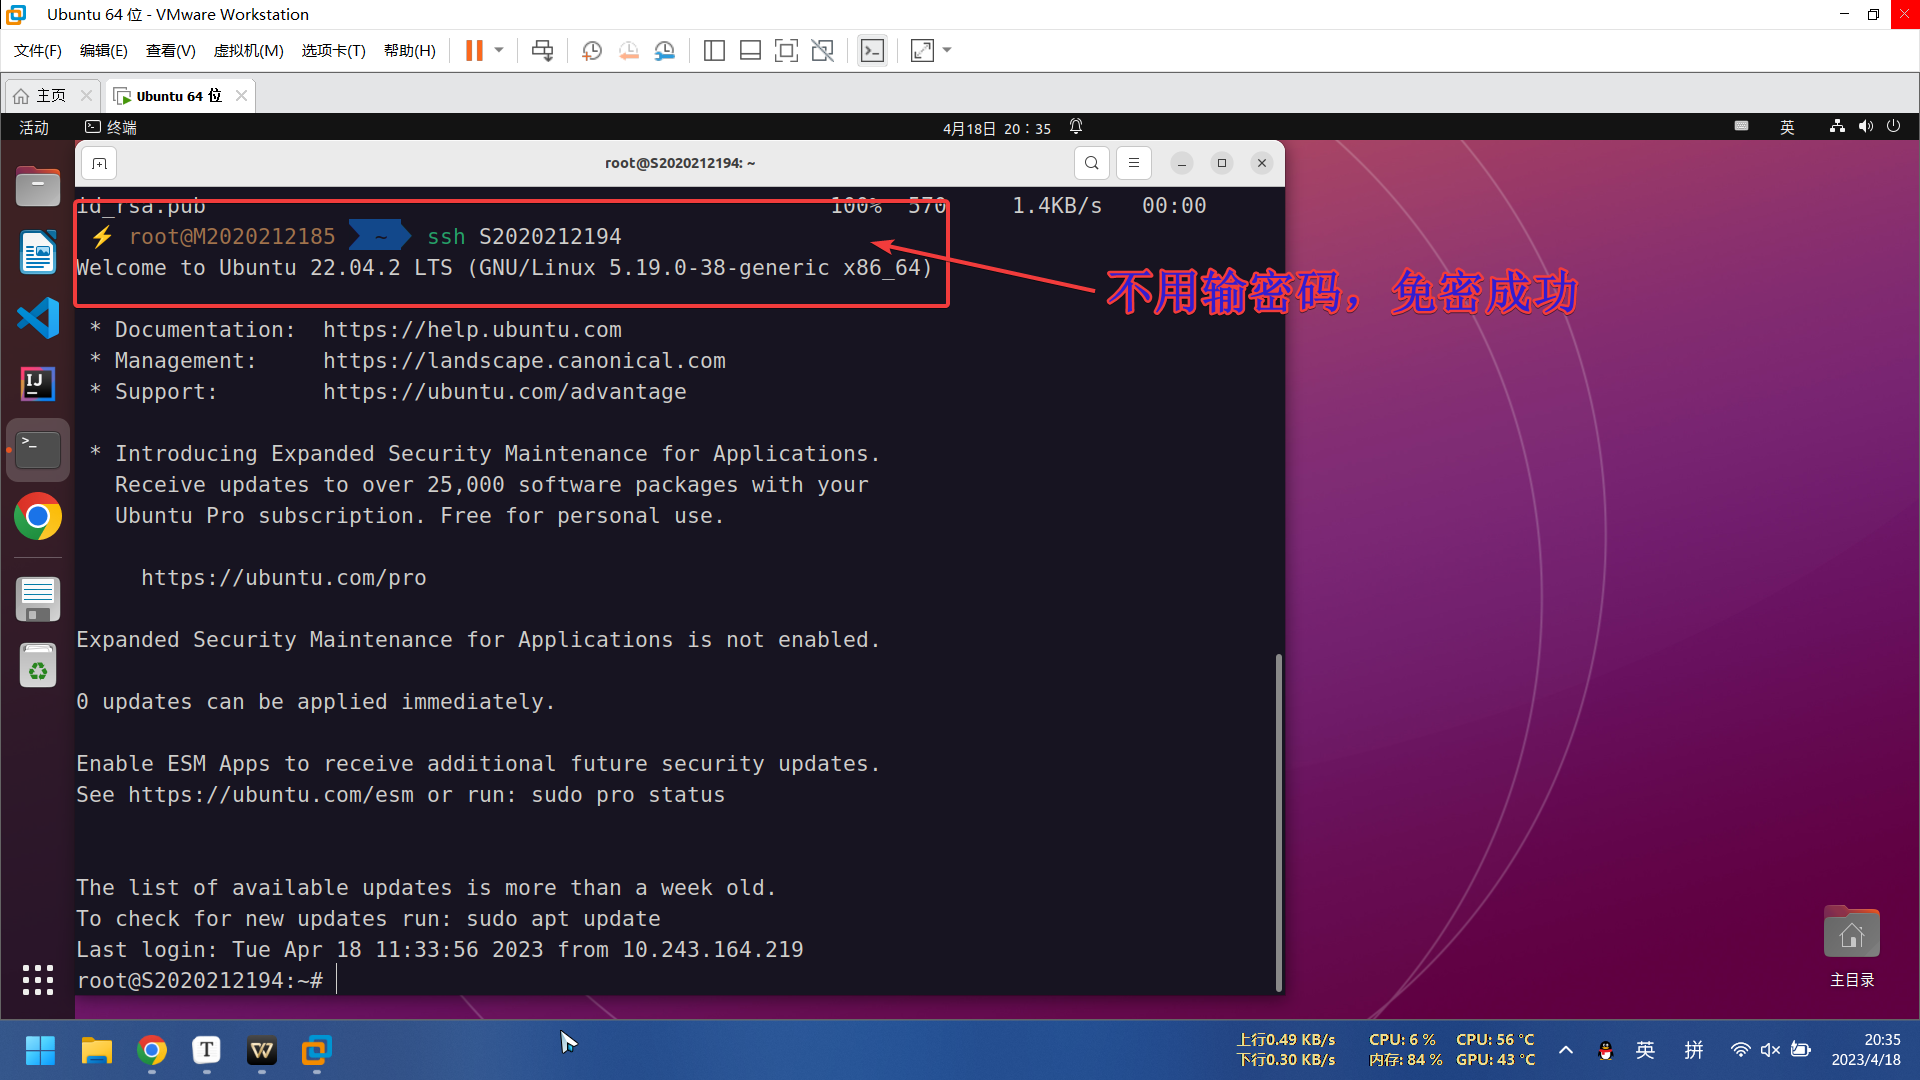 Ubuntu 64 位 - VMware Workstation
文件(F) 编辑(E) 查看(V) 虚拟机(M) 选项卡(T) 帮助(H)
主页 Ubuntu 64 位
活动 终端 4月18日 20：35 英
root@S2020212194: ~
id_rsa.pub 100% 570 1.4KB/s 00:00
root@M2020212185 ~ ssh S2020212194
Welcome to Ubuntu 22.04.2 LTS (GNU/Linux 5.19.0-38-generic x86_64)
不用输密码，免密成功
* Documentation: https://help.ubuntu.com
* Management: https://landscape.canonical.com
* Support: https://ubuntu.com/advantage
* Introducing Expanded Security Maintenance for Applications.
Receive updates to over 25,000 software packages with your
Ubuntu Pro subscription. Free for personal use.
https://ubuntu.com/pro
Expanded Security Maintenance for Applications is not enabled.
0 updates can be applied immediately.
Enable ESM Apps to receive additional future security updates.
See https://ubuntu.com/esm or run: sudo pro status
The list of available updates is more than a week old.
To check for new updates run: sudo apt update
Last login: Tue Apr 18 11:33:56 2023 from 10.243.164.219
root@S2020212194:~#
主目录
上行0.49 KB/s CPU: 6 % CPU: 56 °C
下行0.30 KB/s 内存: 84 % GPU: 43 °C
英 拼
20:35
2023/4/18